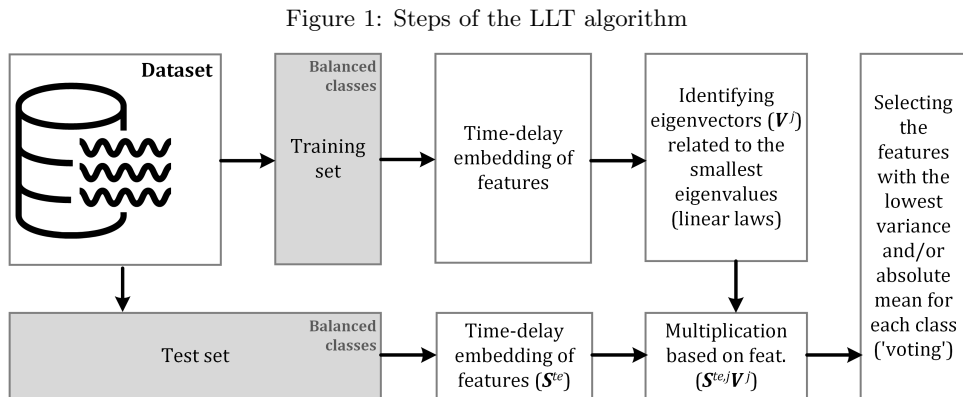 Figure 1: Steps of the LLT algorithm
Dataset
Balanced
classes
Training
set
Time-delay
embedding of
features
Identifying
eigenvectors (V^j)
related to the
smallest
eigenvalues
(linear laws)
Selecting
the
features
with the
lowest
variance
and/or
absolute
mean for
each class
('voting')
Test set
Balanced
classes
Time-delay
embedding of
features (S^te)
Multiplication
based on feat.
(S^te,j V^j)